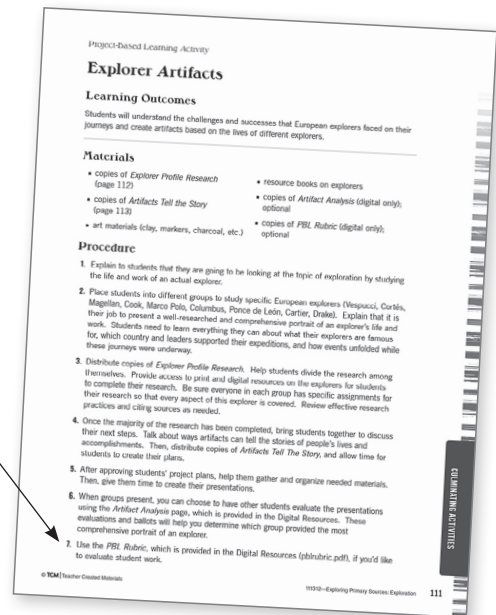 Project-based Learning Activity
Explorer Artifacts
Learning Outcomes
Students will understand the challenges and successes that European explorers faced on their
journeys and create artifacts based on the lives of different explorers.
Materials
• copies of Explorer Profile Research
(page 112)
• copies of Artifacts Tell the Story
(page 113)
• art materials (clay, markers, charcoal, etc.)
• resource books on explorers
• copies of Artifact Analysis (digital only);
optional
• copies of PBL Rubric (digital only);
optional
Procedure
1. Explain to students that they are going to be looking at the topic of exploration by studying
the life and work of an actual explorer.
2. Place students into different groups to study specific European explorers (Vespucci, Cortés,
Magellan, Cook, Marco Polo, Columbus, Ponce de León, Cartier, Drake). Explain that it is
their job to present a well-researched and comprehensive portrait of an explorer's life and
work. Students need to learn everything they can about what their explorers are famous
for, which country and leaders supported their expeditions, and how events unfolded while
these journeys were underway.
3. Distribute copies of Explorer Profile Research. Help students divide the research among
themselves. Provide access to print and digital resources on the explorers for students
to complete their research. Be sure everyone in each group has specific assignments for
their research so that every aspect of this explorer is covered. Review effective research
practices and citing sources as needed.
4. Once the majority of the research has been completed, bring students together to discuss
their next steps. Talk about ways artifacts can tell the stories of people's lives and
accomplishments. Then, distribute copies of Artifacts Tell The Story, and allow time for
students to create their plans.
5. After approving students' project plans, help them gather and organize needed materials.
Then, give them time to create their presentations.
6. When groups present, you can choose to have other students evaluate the presentations
using the Artifact Analysis page, which is provided in the Digital Resources. These
evaluations and ballots will help you determine which group provided the most
comprehensive portrait of an explorer.
7. Use the PBL Rubric, which is provided in the Digital Resources (pblrubric.pdf), if you'd like
to evaluate student work.
CULMINATING ACTIVITIES
© TCM | Teacher Created Materials
111312—Exploring Primary Sources: Exploration 111